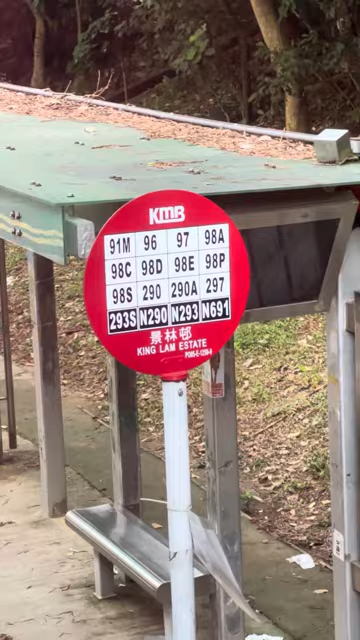 KMB
91M 96 97 98A
98C 98D 98E 98P
98S 290 290A 297
293S N290 N293 N691
景林邨
KING LAM ESTATE